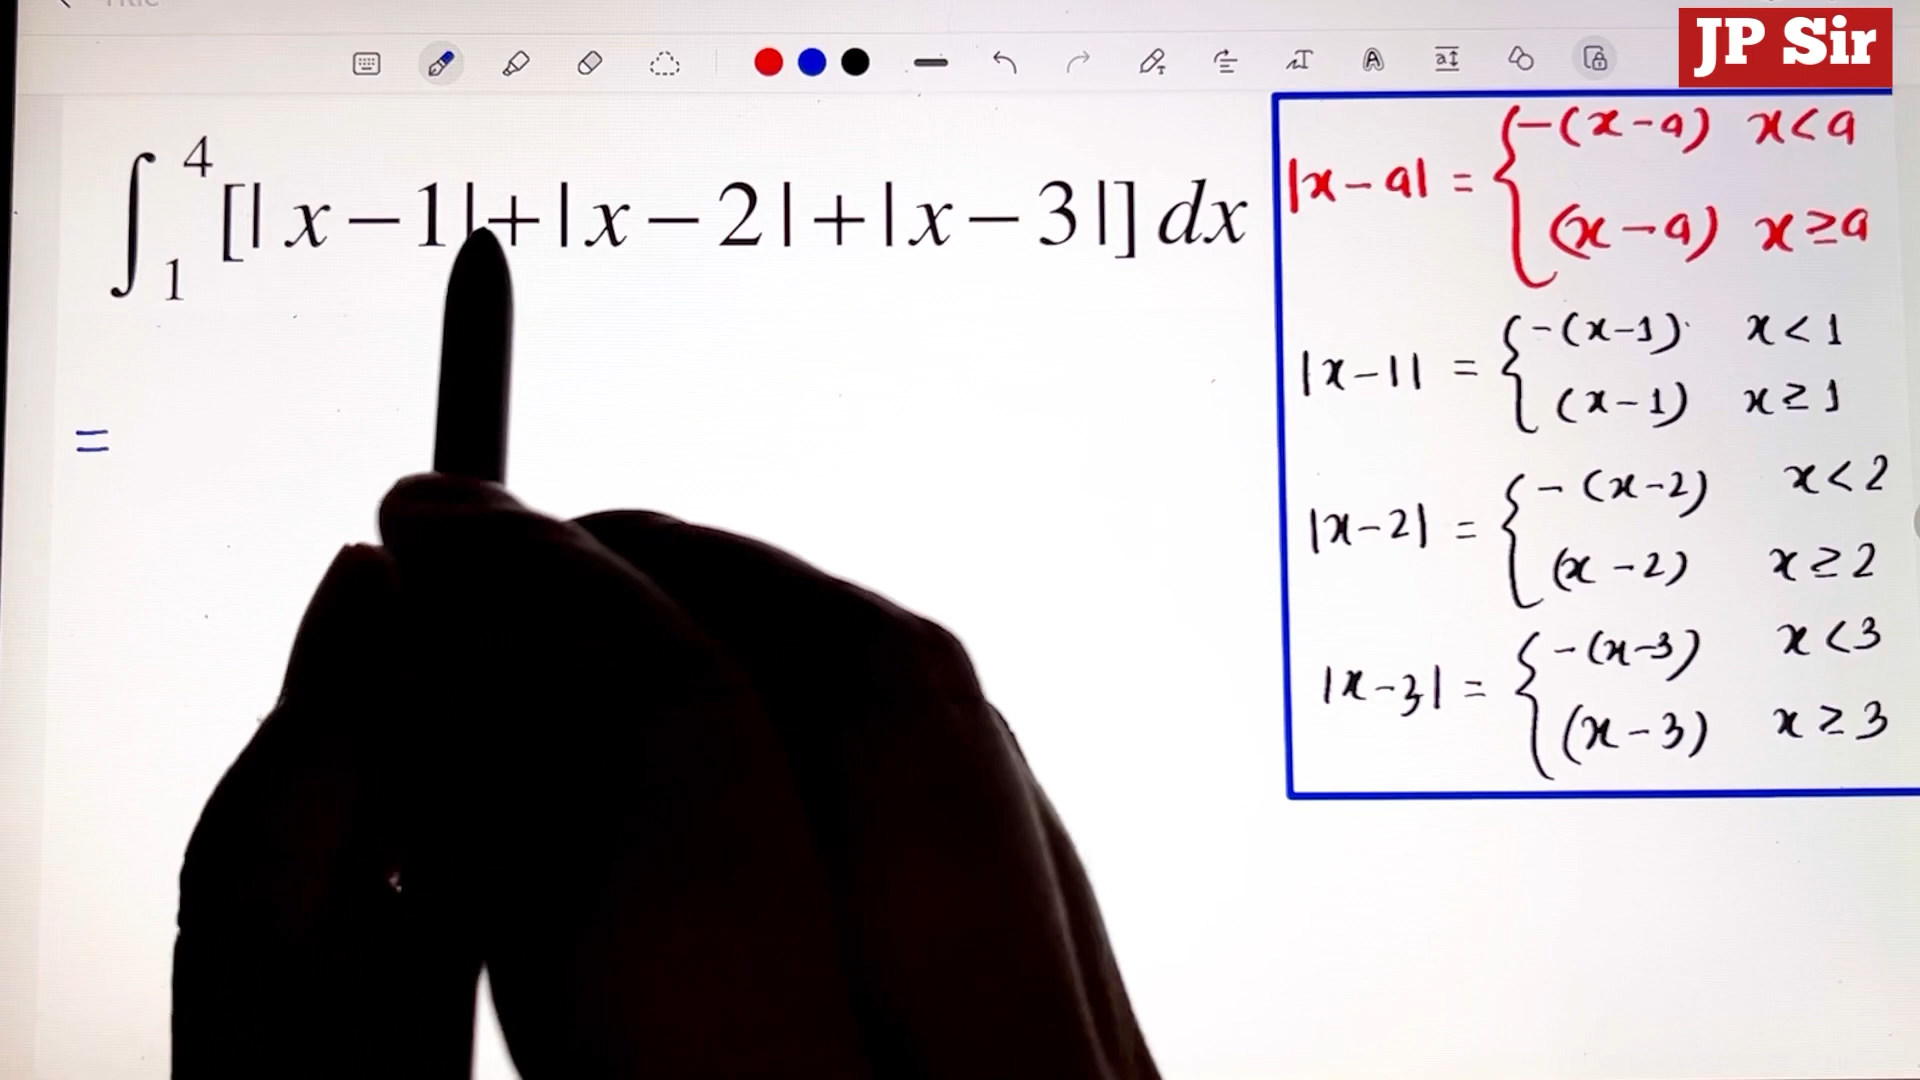 JP Sir
∫₁⁴ [| x − 1 | + | x − 2 | + | x − 3 |] dx
=
|x-a| = { -(x-a) x<a
(x-a) x≥a
|x-1| = { -(x-1) x<1
(x-1) x≥1
|x-2| = { -(x-2) x<2
(x-2) x≥2
|x-3| = { -(x-3) x<3
(x-3) x≥3